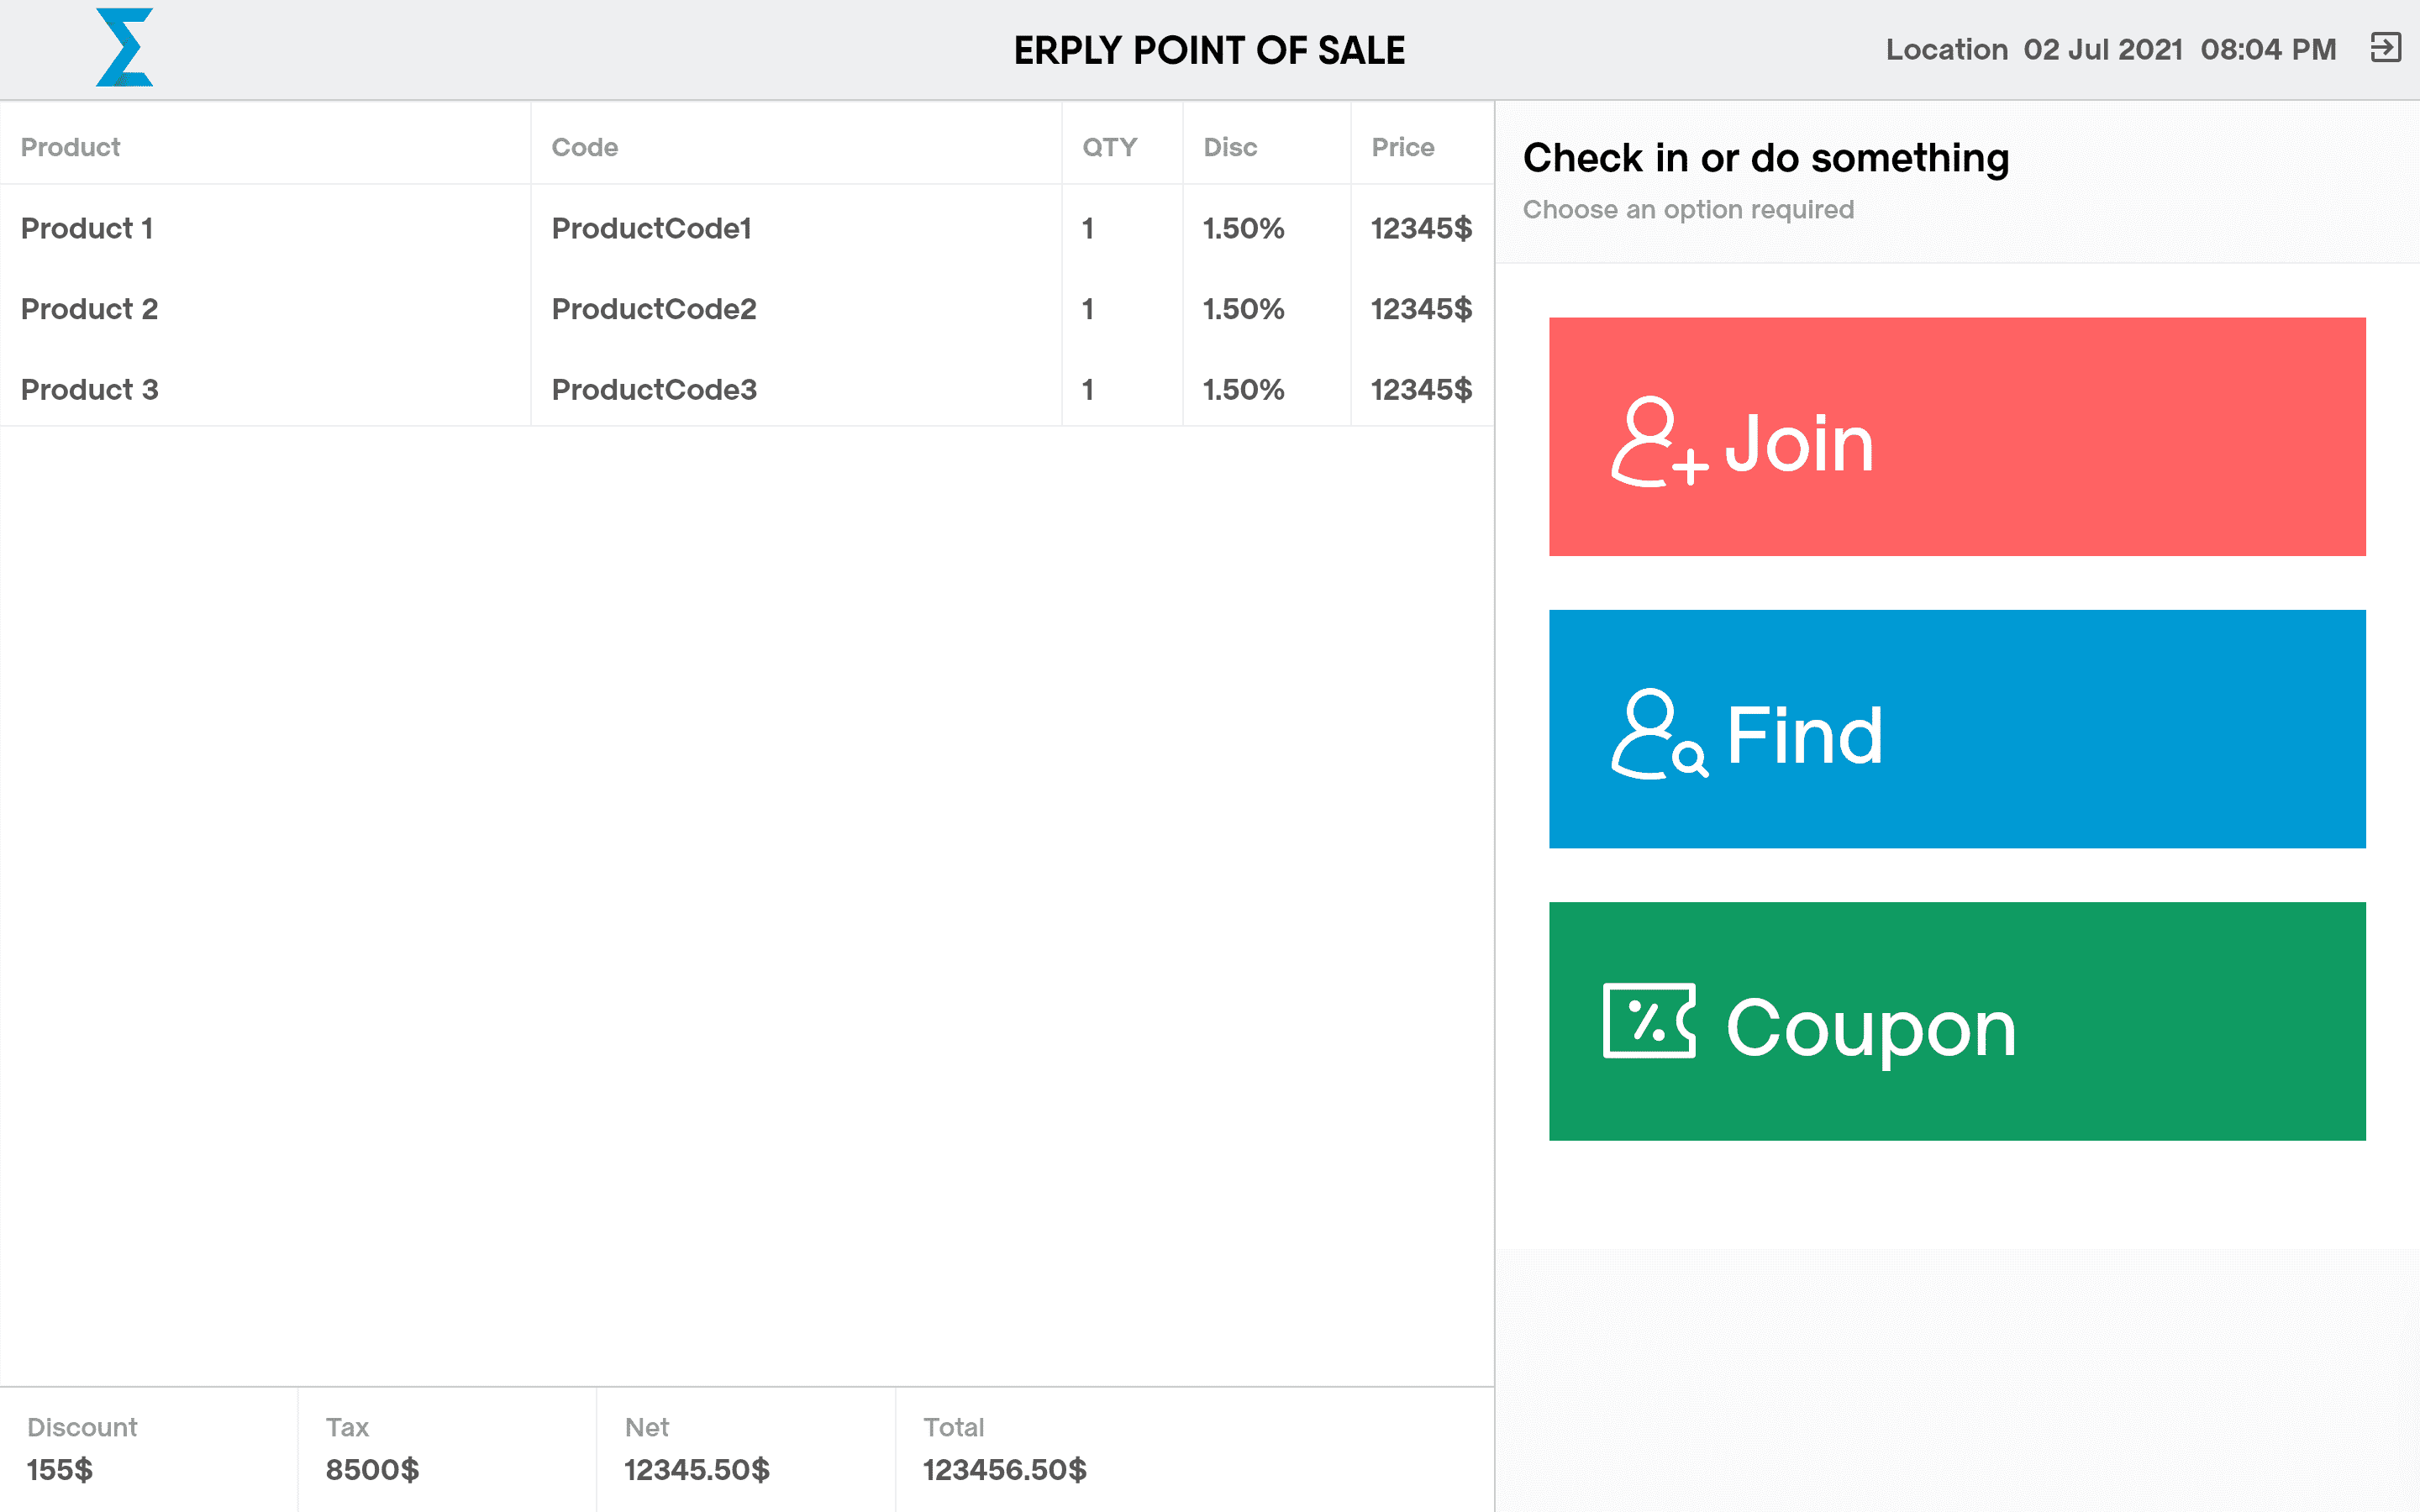 ERPLY POINT OF SALE
Location 02 Jul 2021 08:04 PM
Product Code QTY Disc Price
Product 1 ProductCode1 1 1.50% 12345$
Product 2 ProductCode2 1 1.50% 12345$
Product 3 ProductCode3 1 1.50% 12345$
Check in or do something
Choose an option required
Join
Find
Coupon
Discount Tax Net Total
155$ 8500$ 12345.50$ 123456.50$